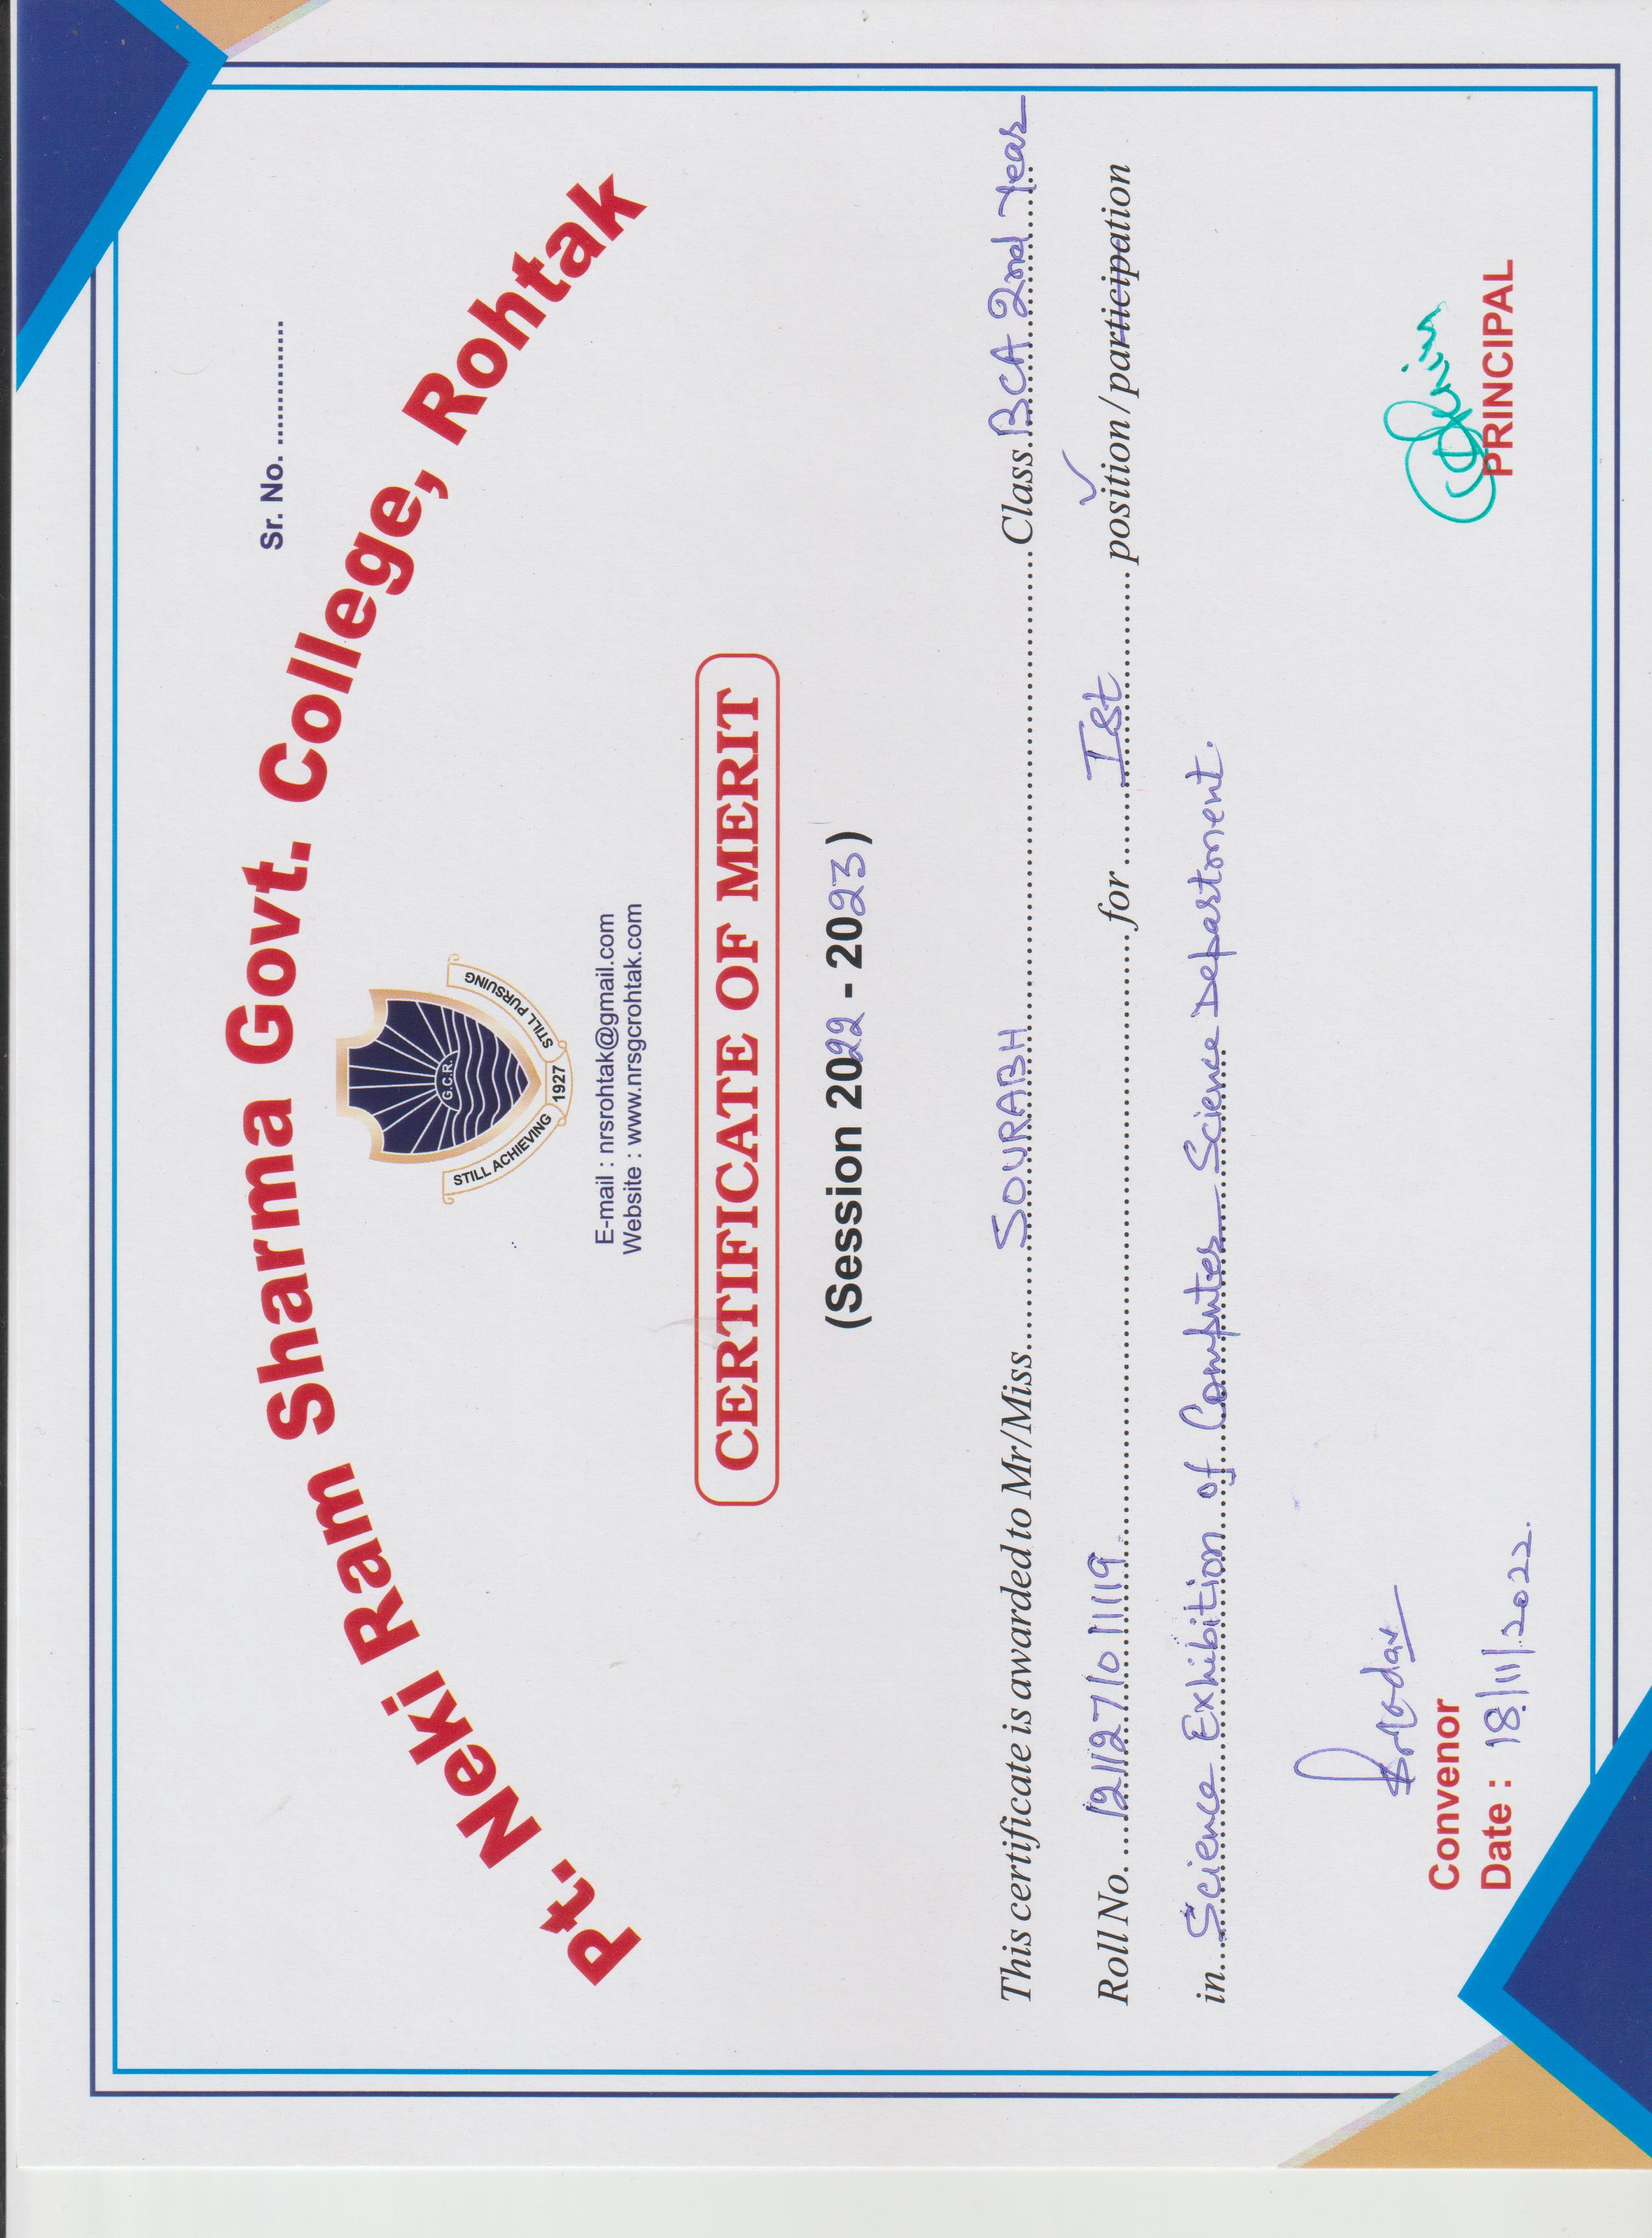 Pt. Neki Ram Sharma Govt. College, Rohtak
Sr. No. ...............
G.C.R.
STILL ACHIEVING 1927 STILL PURSUING
E-mail : nrsrohtak@gmail.com
Website : www.nrsgcrohtak.com
CERTIFICATE OF MERIT
(Session 2022 - 2023)
This certificate is awarded to Mr/Miss SOURABH Class BCA 2nd Year
Roll No. for Ist position / participation
in Science Exhibition of Computer Science Department.
Convenor
Date : 18/11/2022.
PRINCIPAL